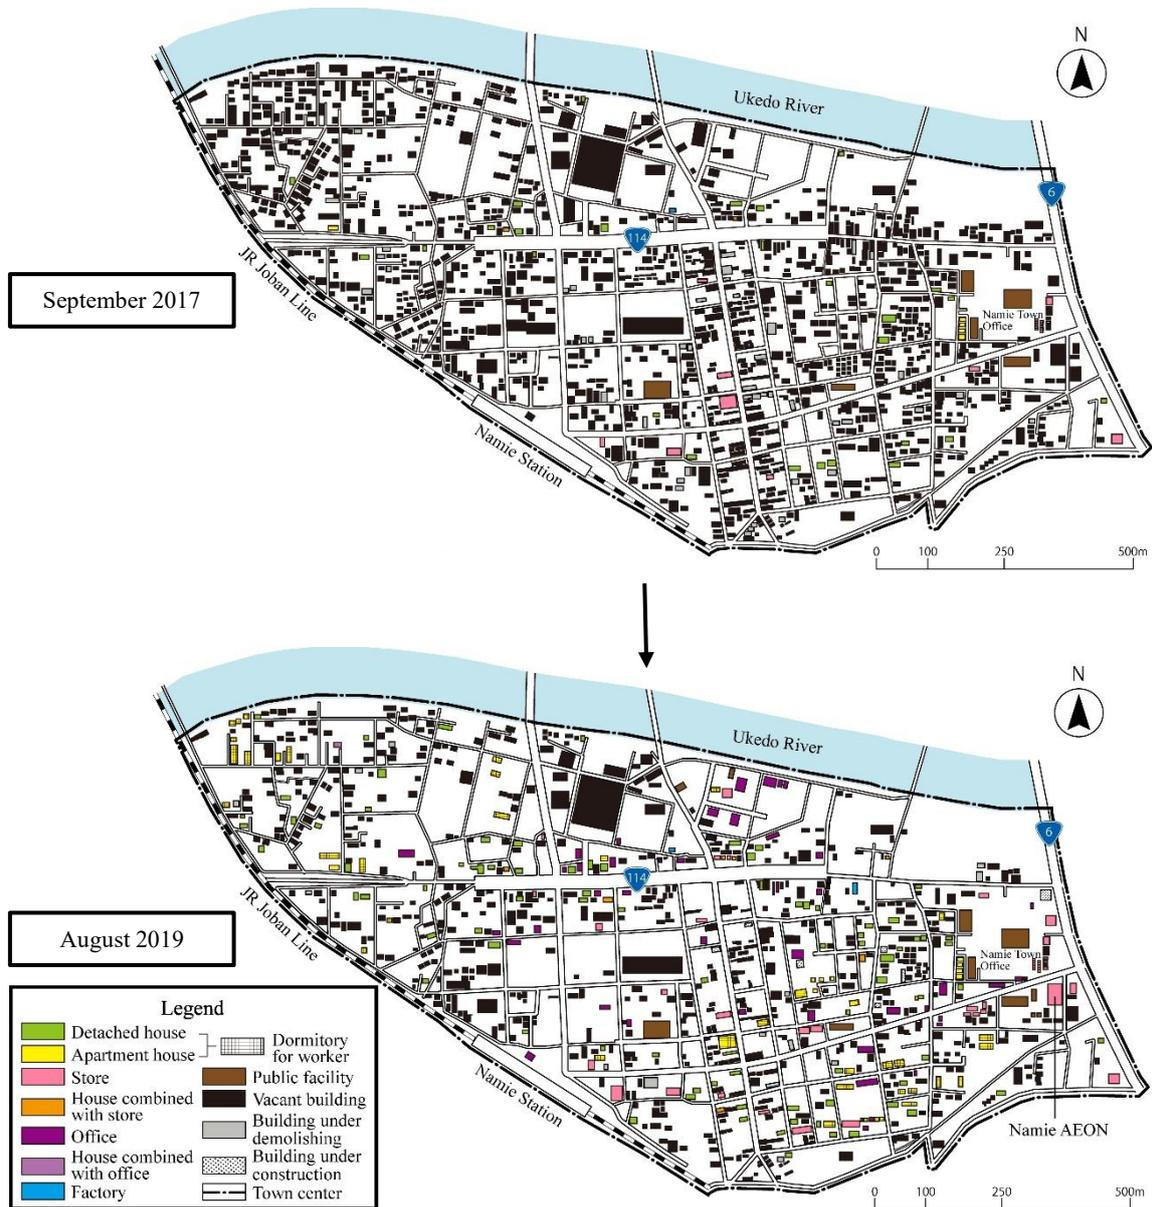 N
Ukedo River
6
114
JR Joban Line
September 2017
Namie Town
Office
Namie Station
0 100 250 500m
N
Ukedo River
6
114
JR Joban Line
August 2019
Namie Town
Office
Legend
Detached house
Apartment house
Dormitory
for worker
Store
Public facility
House combined
with store
Vacant building
Office
Building under
demolishing
House combined
with office
Building under
construction
Factory
Town center
Namie Station
Namie AEON
0 100 250 500m